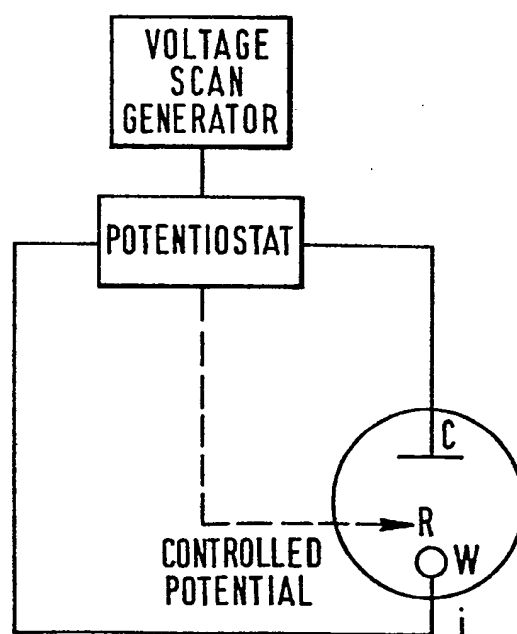 VOLTAGE
SCAN
GENERATOR
POTENTIOSTAT
C
R
W
CONTROLLED
POTENTIAL
i